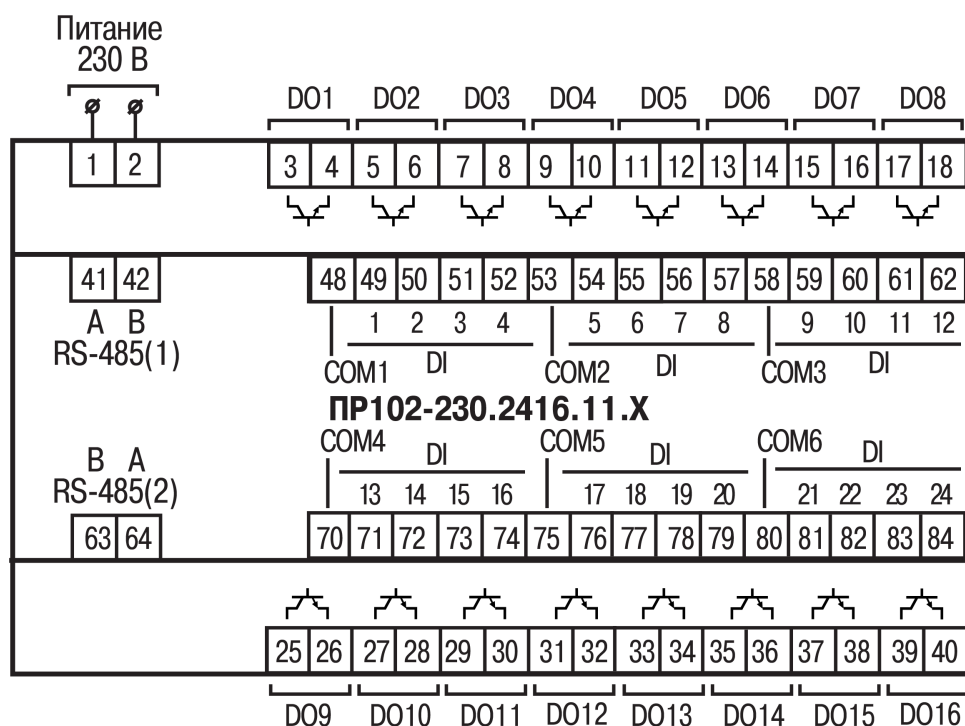 Питание
230 В
DO1 DO2 DO3 DO4 DO5 DO6 DO7 DO8
1 2 3 4 5 6 7 8 9 10 11 12 13 14 15 16 17 18
41 42 48 49 50 51 52 53 54 55 56 57 58 59 60 61 62
A B 1 2 3 4 5 6 7 8 9 10 11 12
RS-485(1) COM1 DI COM2 DI COM3 DI
ПР102-230.2416.11.X
COM4 DI COM5 DI COM6 DI
B A
RS-485(2) 13 14 15 16 17 18 19 20 21 22 23 24
63 64 70 71 72 73 74 75 76 77 78 79 80 81 82 83 84
25 26 27 28 29 30 31 32 33 34 35 36 37 38 39 40
DO9 DO10 DO11 DO12 DO13 DO14 DO15 DO16